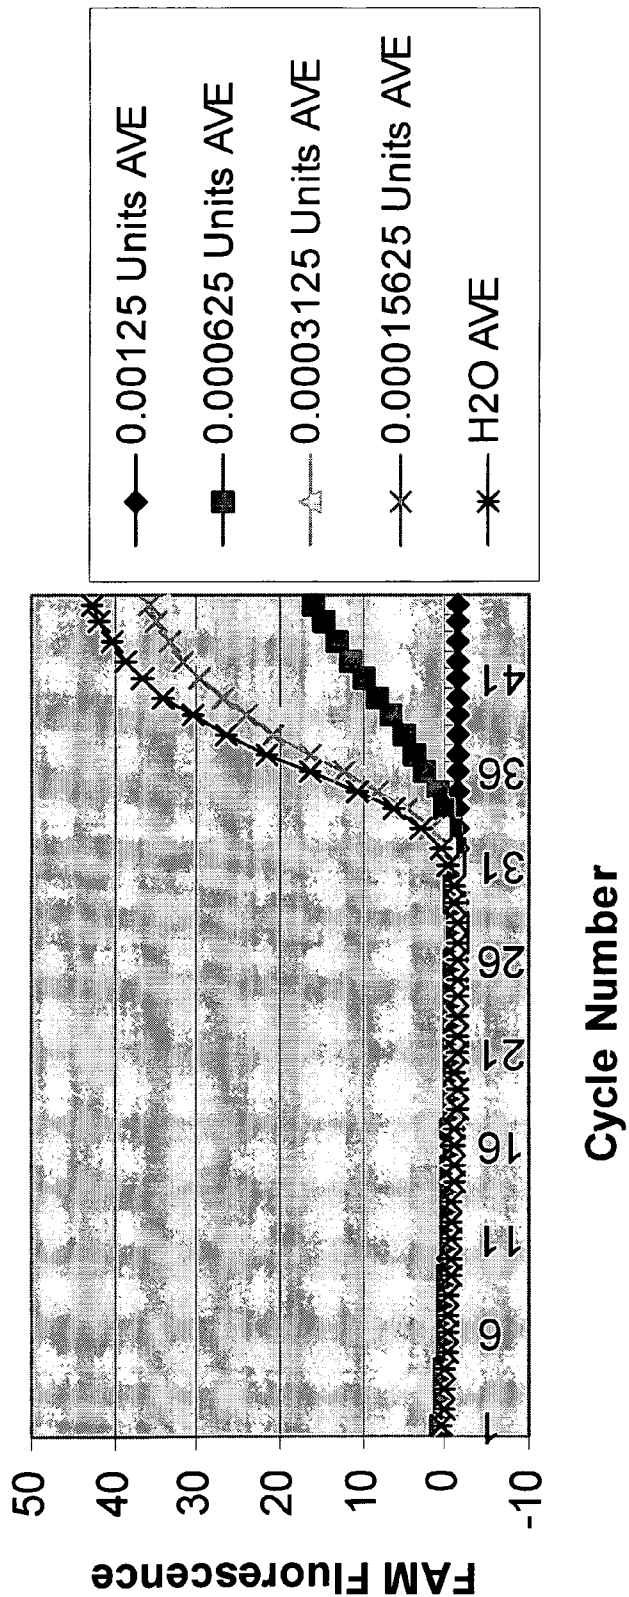 50
40
30
20
10
0
-10
FAM Fluorescence
1
6
11
16
21
26
31
36
41
Cycle Number
0.00125 Units AVE
0.000625 Units AVE
0.0003125 Units AVE
0.00015625 Units AVE
H2O AVE